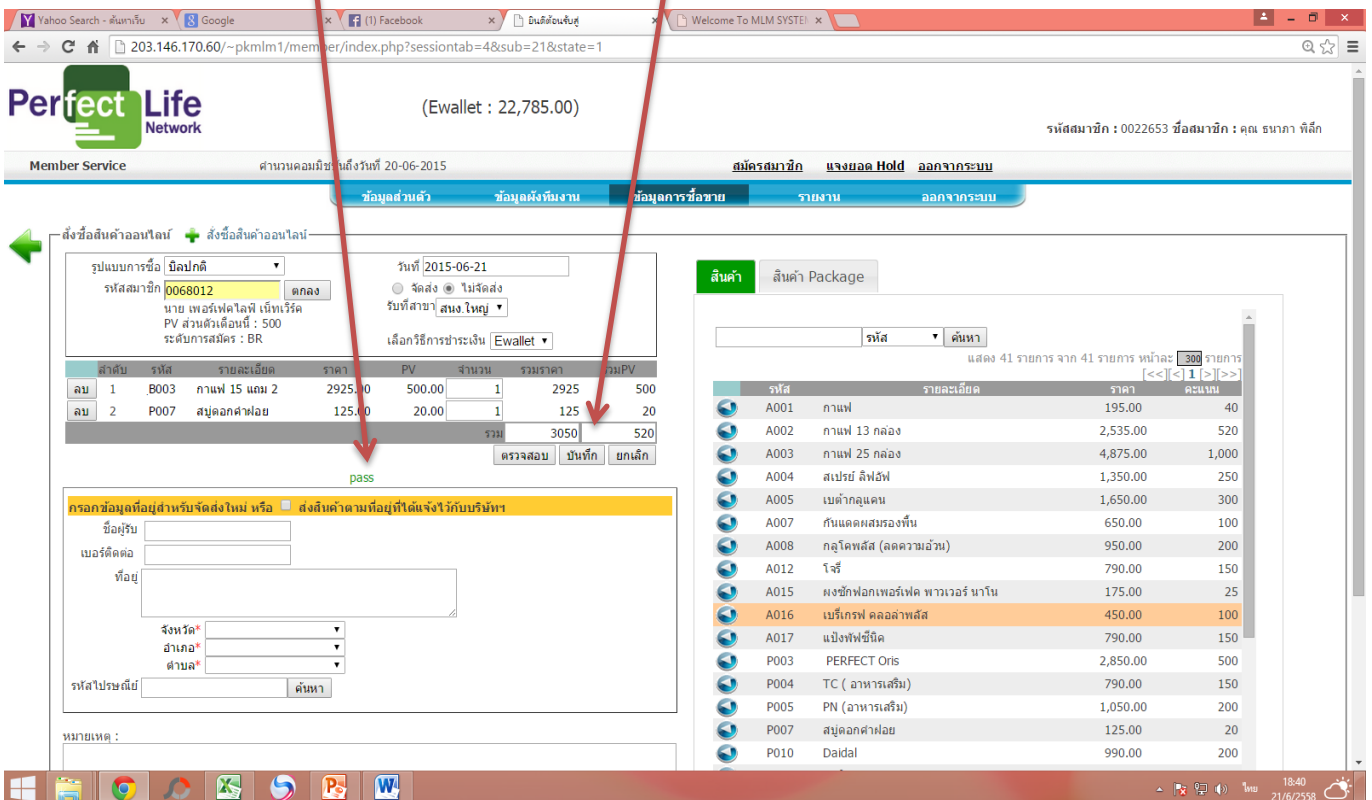 Yahoo Search - ค้นหาเว็บ
Google
(1) Facebook
ยินดีต้อนรับสู่
Welcome To MLM SYSTE
203.146.170.60/~pkmlm1/member/index.php?sessiontab=4&sub=21&state=1
Perfect Life
Network
(Ewallet : 22,785.00)
รหัสสมาชิก : 0022653 ชื่อสมาชิก : คุณ ธนาภา พิลึก
Member Service
คำนวนคอมมิชชั่นถึงวันที่ 20-06-2015
สมัครสมาชิก แจงยอด Hold ออกจากระบบ
ข้อมูลส่วนตัว ข้อมูลผังทีมงาน ข้อมูลการซื้อขาย รายงาน ออกจากระบบ
สั่งซื้อสินค้าออนไลน์ สั่งซื้อสินค้าออนไลน์
รูปแบบการซื้อ บิลปกติ วันที่ 2015-06-21
รหัสสมาชิก 0068012 ตกลง จัดส่ง ไม่จัดส่ง
นาย เพอร์เฟคไลฟ์ เน็ทเวิร์ค รับที่สาขา สนง.ใหญ่
PV ส่วนตัวเดือนนี้ : 500
ระดับการสมัคร : BR เลือกวิธีการชำระเงิน Ewallet
ลำดับ รหัส รายละเอียด ราคา PV จำนวน รวมราคา รวมPV
ลบ 1 B003 กาแฟ 15 แถม 2 2925.00 500.00 1 2925 500
ลบ 2 P007 สบู่ดอกคำฝอย 125.00 20.00 1 125 20
รวม 3050 520
ตรวจสอบ บันทึก ยกเลิก
pass
กรอกข้อมูลที่อยู่สำหรับจัดส่งใหม่ หรือ ส่งสินค้าตามที่อยู่ที่ได้แจ้งไว้กับบริษัทฯ
ชื่อผู้รับ
เบอร์ติดต่อ
ที่อยู่
จังหวัด*
อำเภอ*
ตำบล*
รหัสไปรษณีย์ ค้นหา
หมายเหตุ :
สินค้า สินค้า Package
รหัส ค้นหา
แสดง 41 รายการ จาก 41 รายการ หน้าละ 300 รายการ
[<<][<] 1 [>][>>]
รหัส รายละเอียด ราคา คะแนน
A001 กาแฟ 195.00 40
A002 กาแฟ 13 กล่อง 2,535.00 520
A003 กาแฟ 25 กล่อง 4,875.00 1,000
A004 สเปรย์ ลิฟอัฟ 1,350.00 250
A005 เบต้ากลูแคน 1,650.00 300
A007 กันแดดผสมรองพื้น 650.00 100
A008 กลูโคพลัส (ลดความอ้วน) 950.00 200
A012 โจรี่ 790.00 150
A015 ผงซักฟอกเพอร์เฟค พาวเวอร์ นาโน 175.00 25
A016 เบรี่เกรฟ คลอล่าพลัส 450.00 100
A017 แป้งพัฟซีนิค 790.00 150
P003 PERFECT Oris 2,850.00 500
P004 TC ( อาหารเสริม) 790.00 150
P005 PN (อาหารเสริม) 1,050.00 200
P007 สบู่ดอกคำฝอย 125.00 20
P010 Daidal 990.00 200
ไทย
18:40
21/6/2558